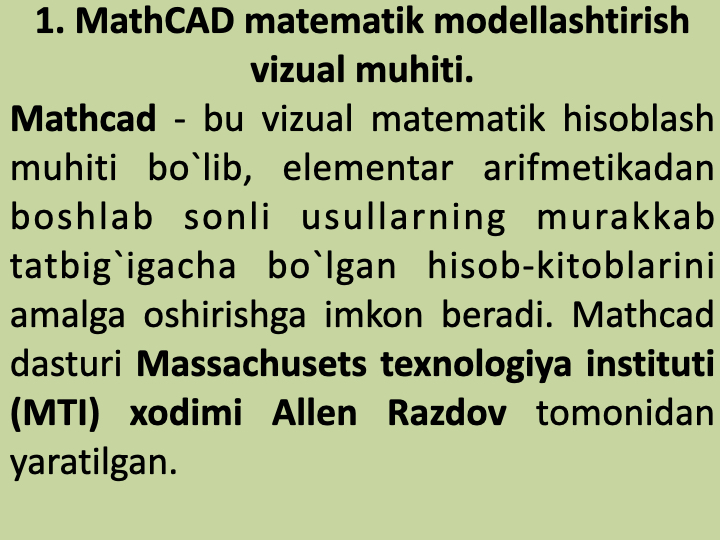 1. MathCAD matematik modellashtirish
vizual muhiti.
Mathcad - bu vizual matematik hisoblash
muhiti bo`lib, elementar arifmetikadan
boshlab sonli usullarning murakkab
tatbig`igacha bo`lgan hisob-kitoblarini
amalga oshirishga imkon beradi. Mathcad
dasturi Massachusets texnologiya instituti
(MTI) xodimi Allen Razdov tomonidan
yaratilgan.